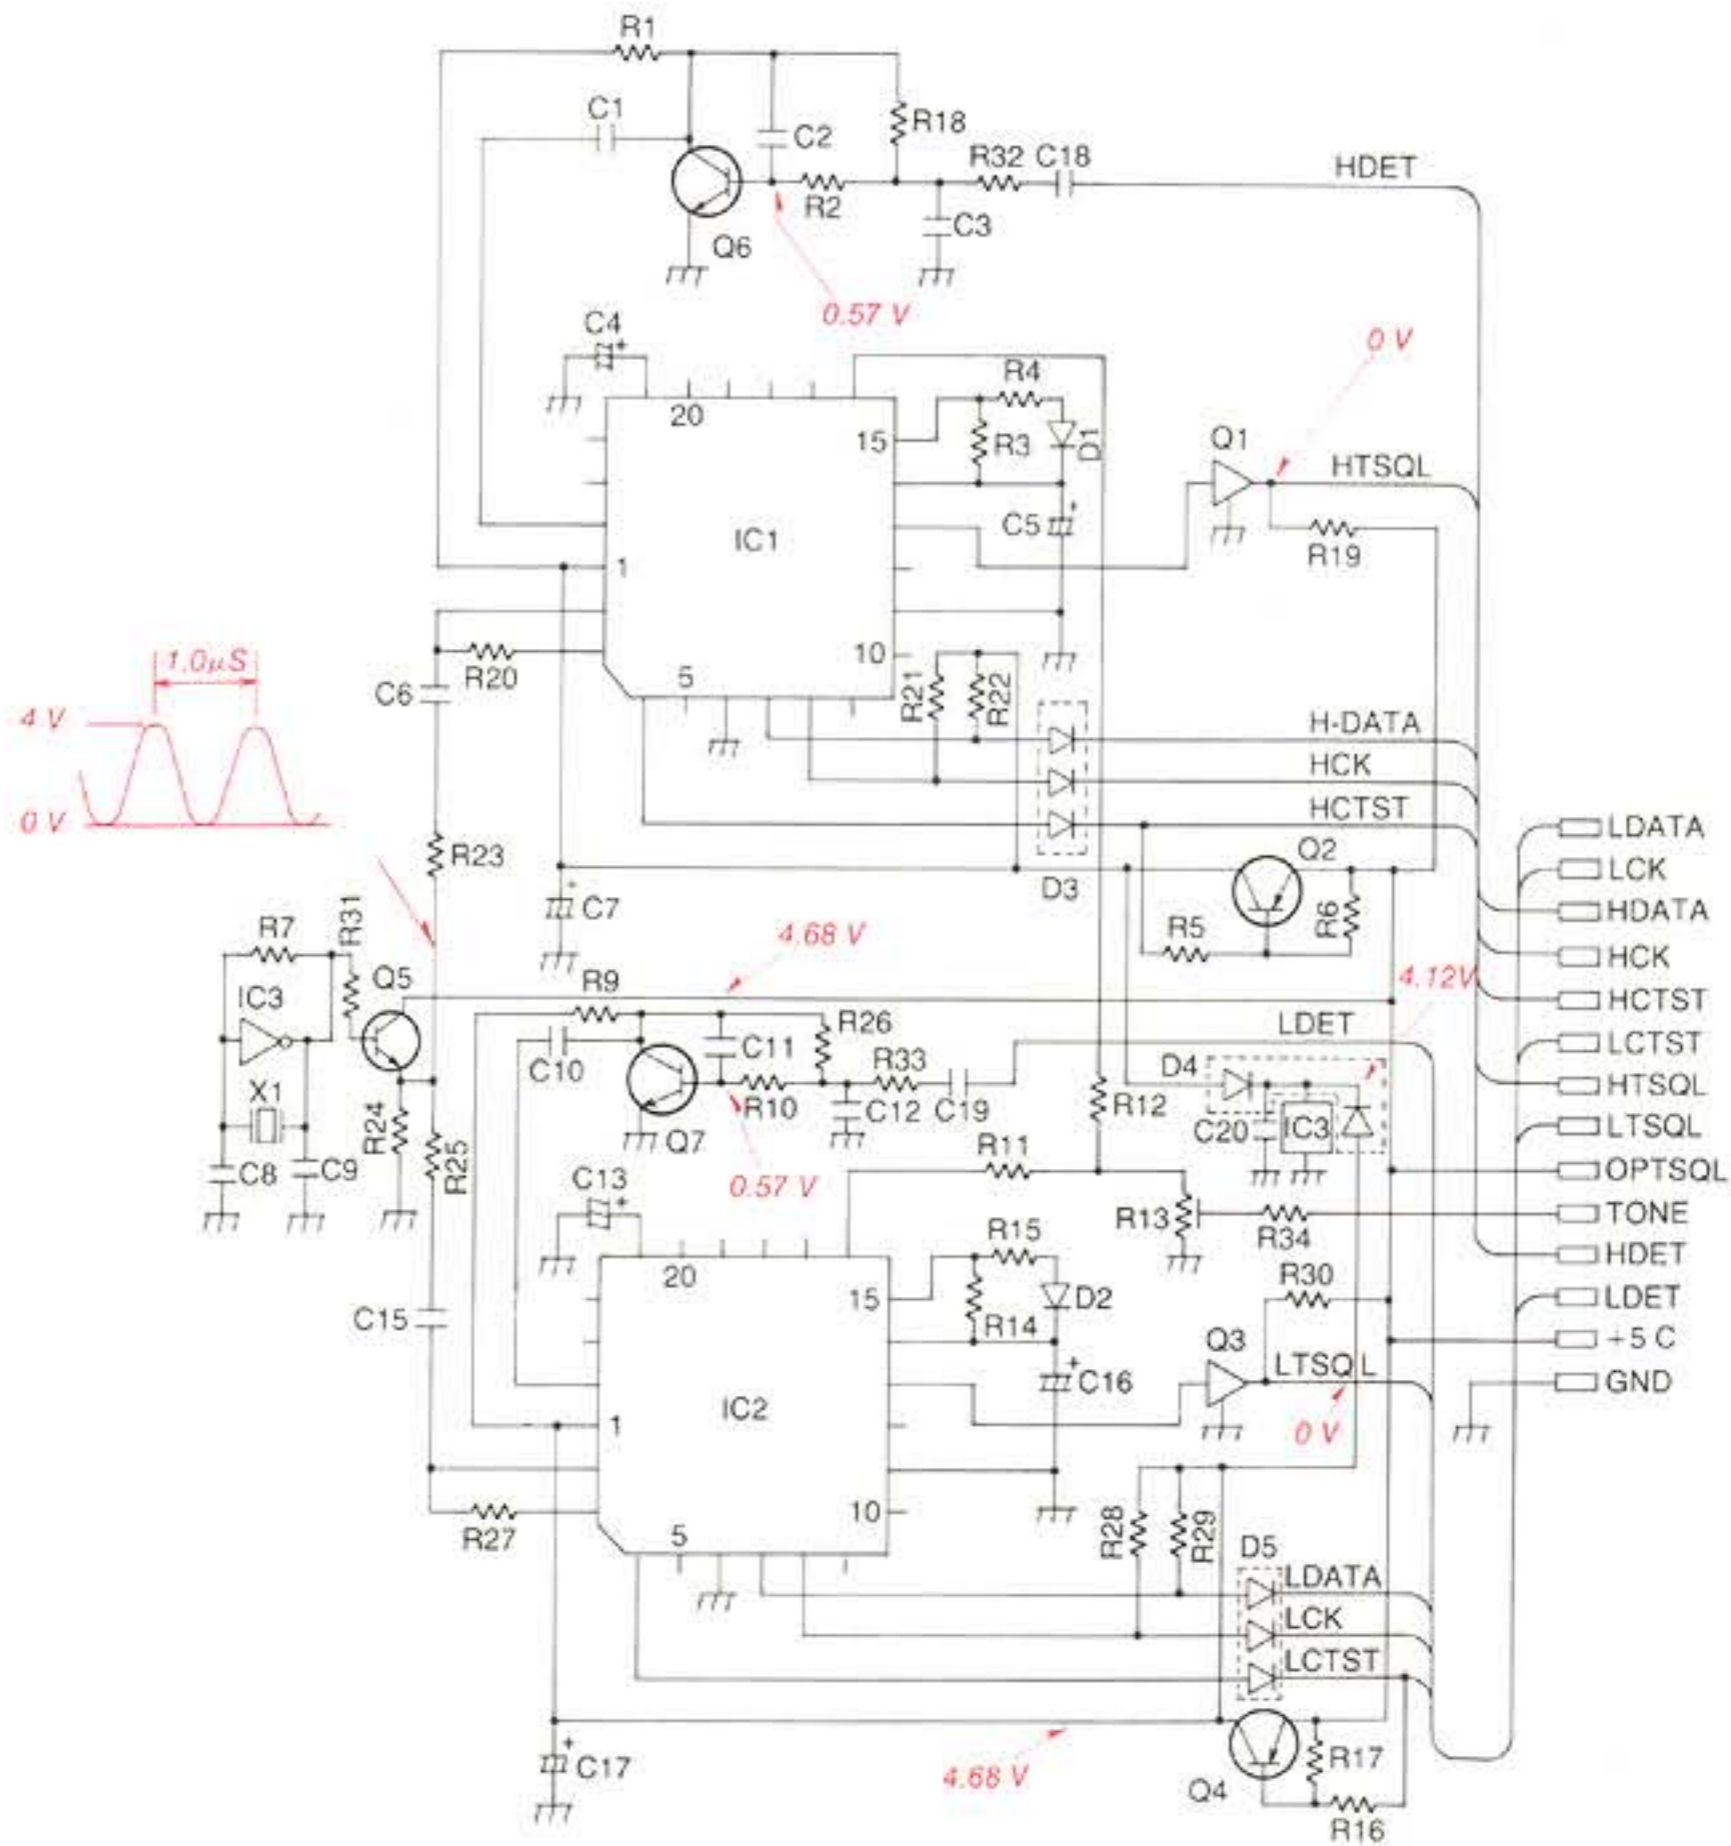 R1
C1
C2
R18
R32 C18
HDET
R2
C3
Q6
0.57 V
C4
+
0 V
R4
20
15
R3
D1
Q1
HTSQL
C5
+
IC1
R19
1
10
1.0µS
R20
5
C6
R21
R22
4 V
H-DATA
HCK
0 V
HCTST
LDATA
R23
Q2
LCK
D3
+
C7
R6
HDATA
R5
R7
R31
4.68 V
HCK
IC3
Q5
R9
4.12V
HCTST
R26
LDET
C11
LCTST
C10
R33
D4
X1
R10
C12 C19
R12
HTSQL
R24
Q7
C20
IC3
LTSQL
C8
C9
R25
R11
C13
+
0.57 V
OPTSQL
R13
TONE
R15
R34
HDET
20
R30
15
D2
LDET
C15
R14
+5 C
Q3
LTSQL
+
C16
GND
IC2
1
0 V
10
R27
5
R28
R29
D5
LDATA
LCK
LCTST
+
C17
4.68 V
R17
Q4
R16